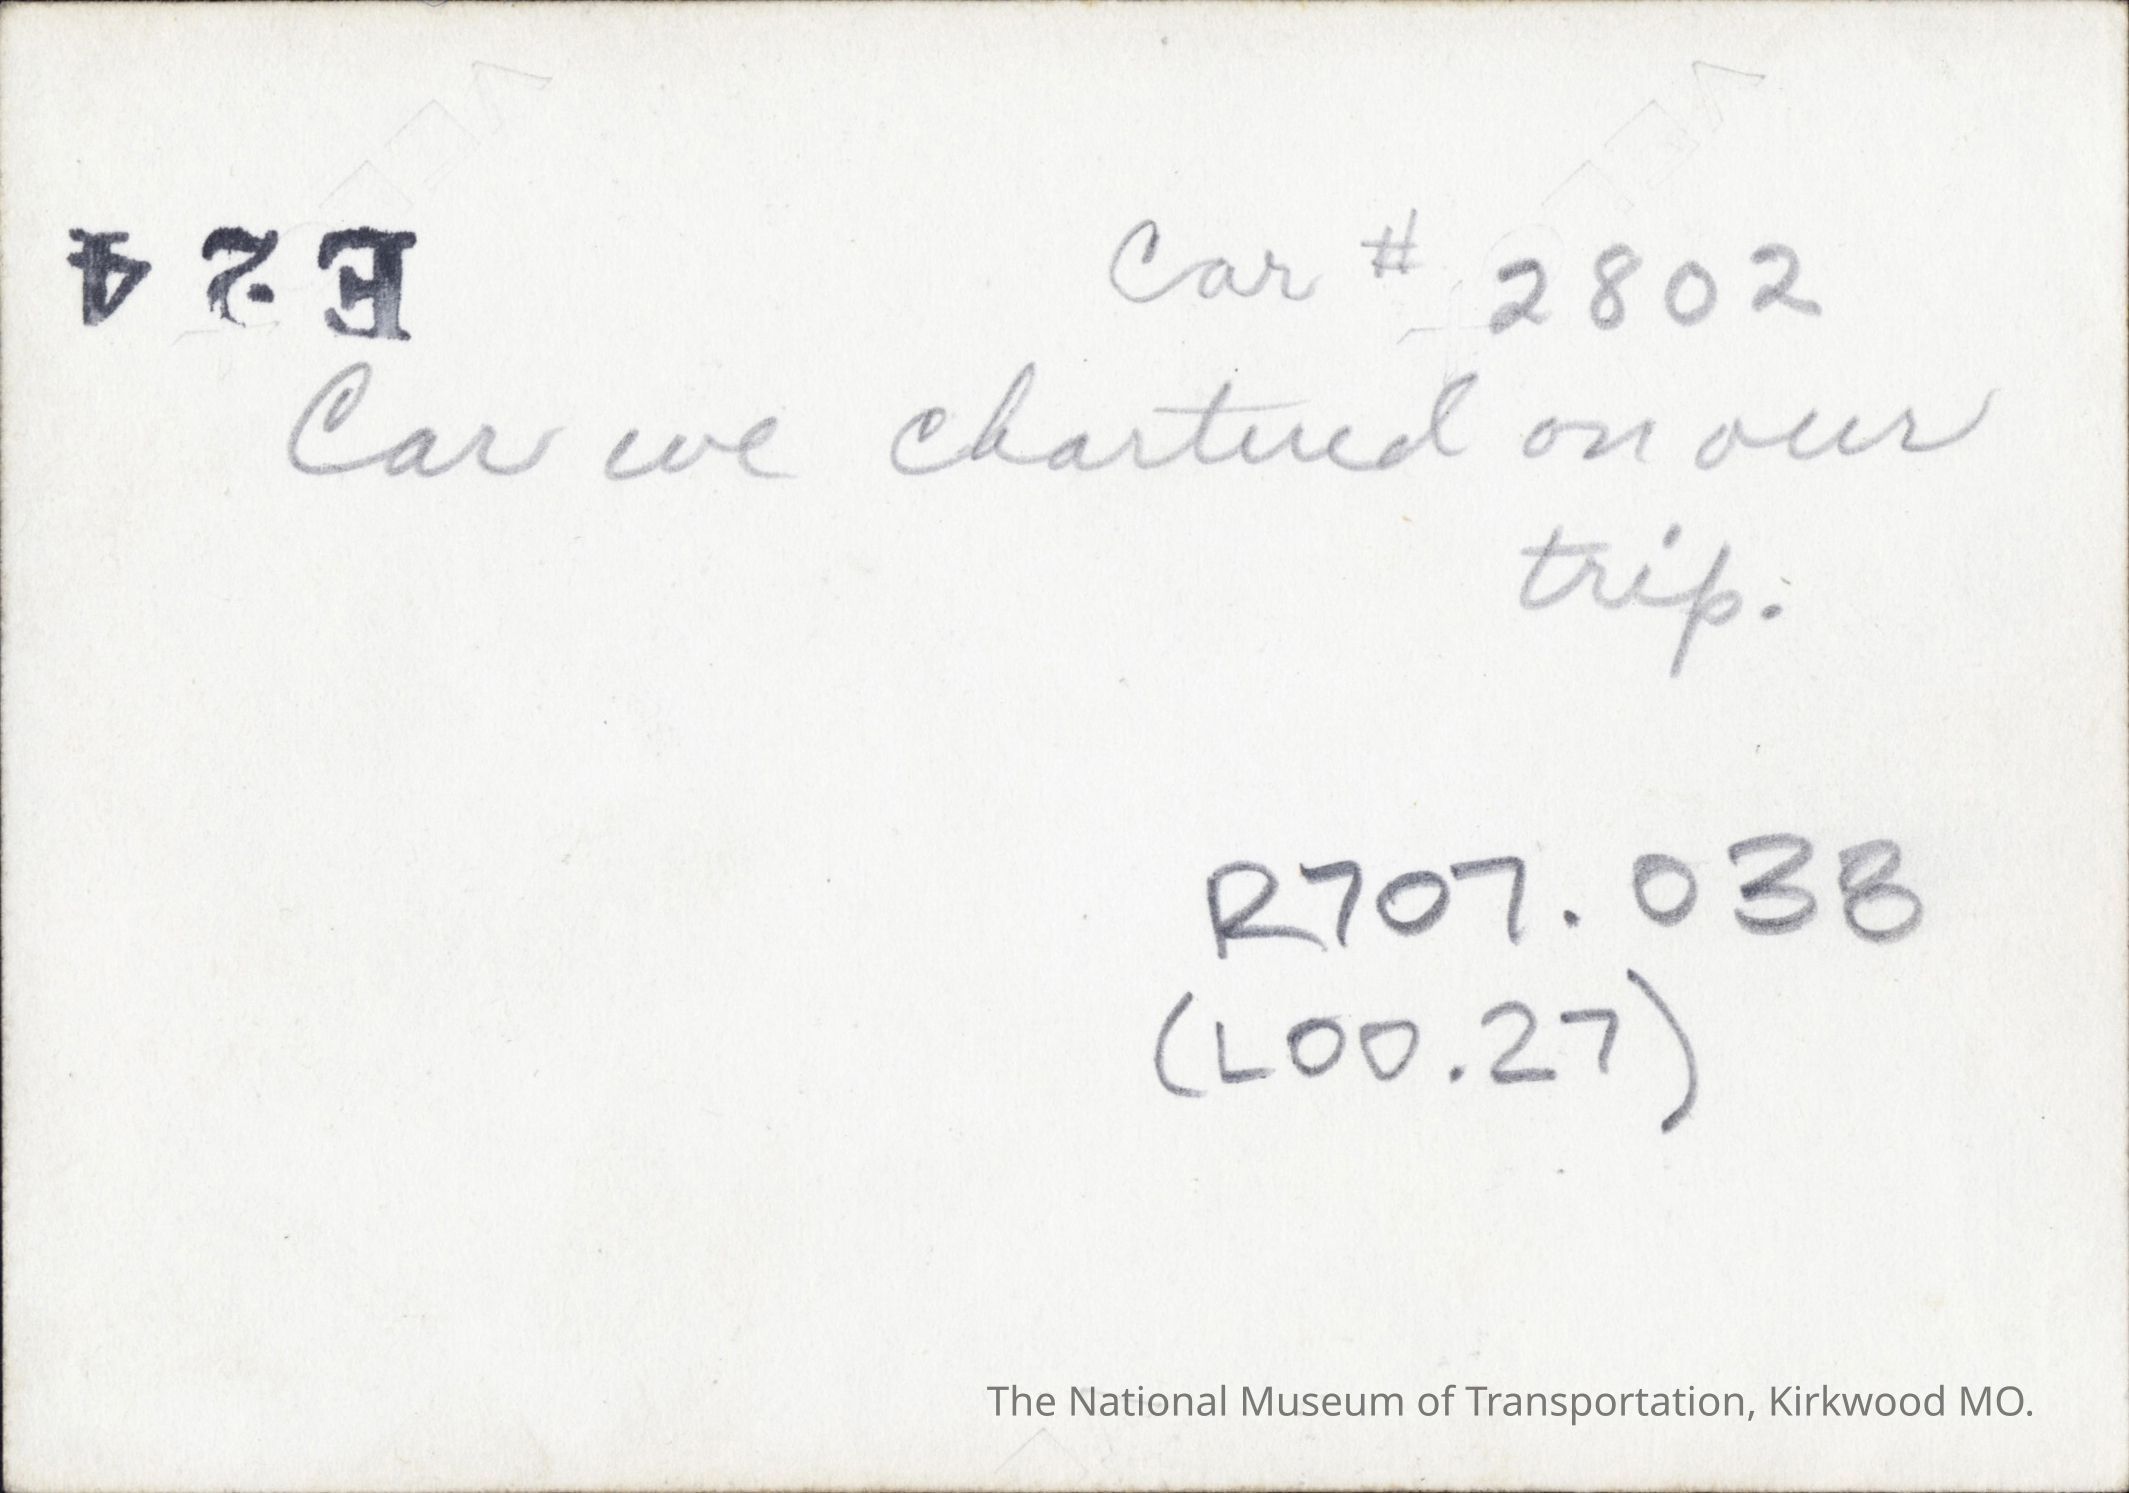 E24
Car # 2802
Car we chartered on our
trip.
R707.038
(L00.27)
The National Museum of Transportation, Kirkwood MO.